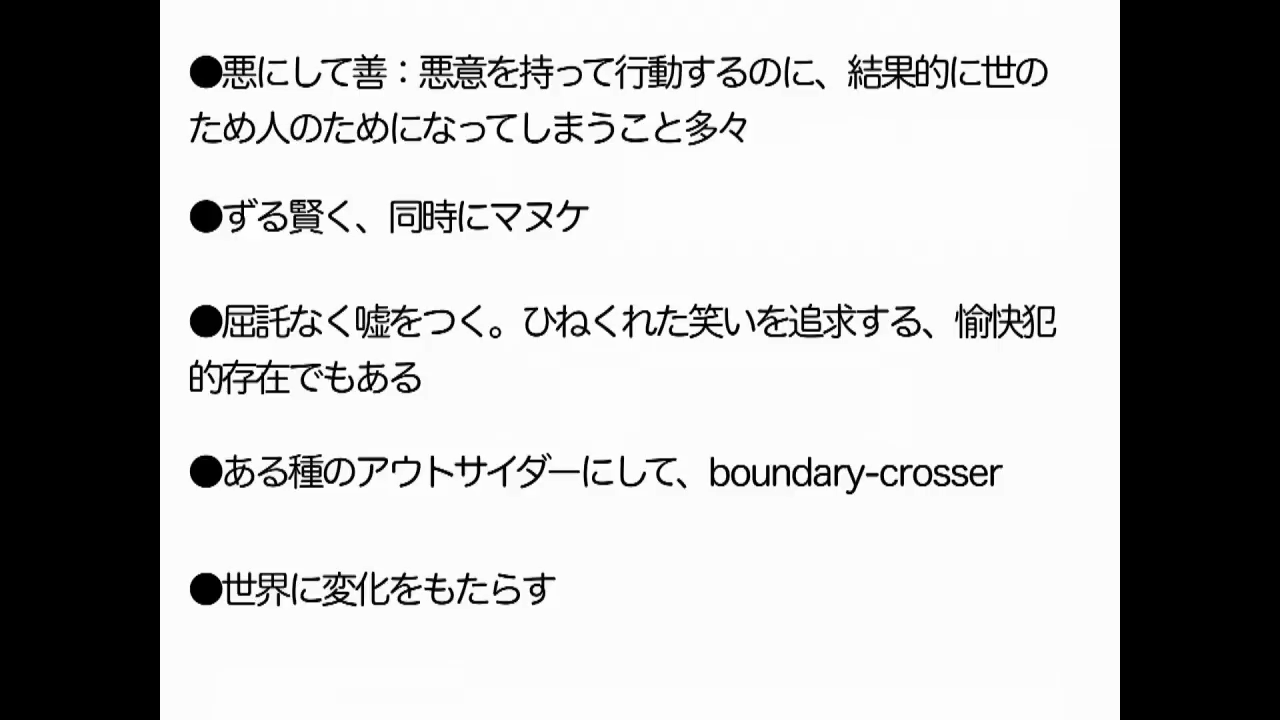 ●悪にして善：悪意を持って行動するのに、結果的に世の
ため人のためになってしまうこと多々
●ずる賢く、同時にマヌケ
●屈託なく嘘をつく。ひねくれた笑いを追求する、愉快犯
的存在でもある
●ある種のアウトサイダーにして、boundary-crosser
●世界に変化をもたらす